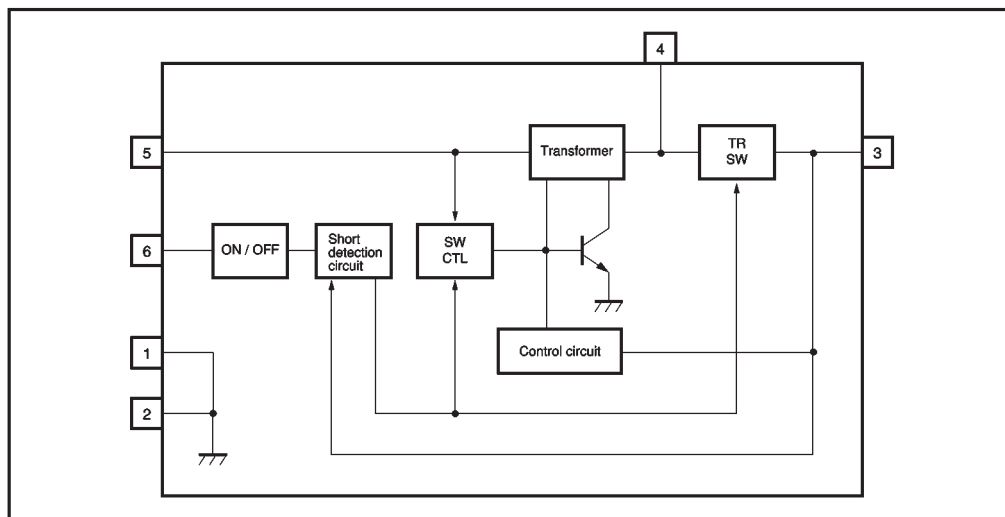 4
5
Transformer
TR
SW
3
6
ON / OFF
Short
detection
circuit
SW
CTL
1
Control circuit
2